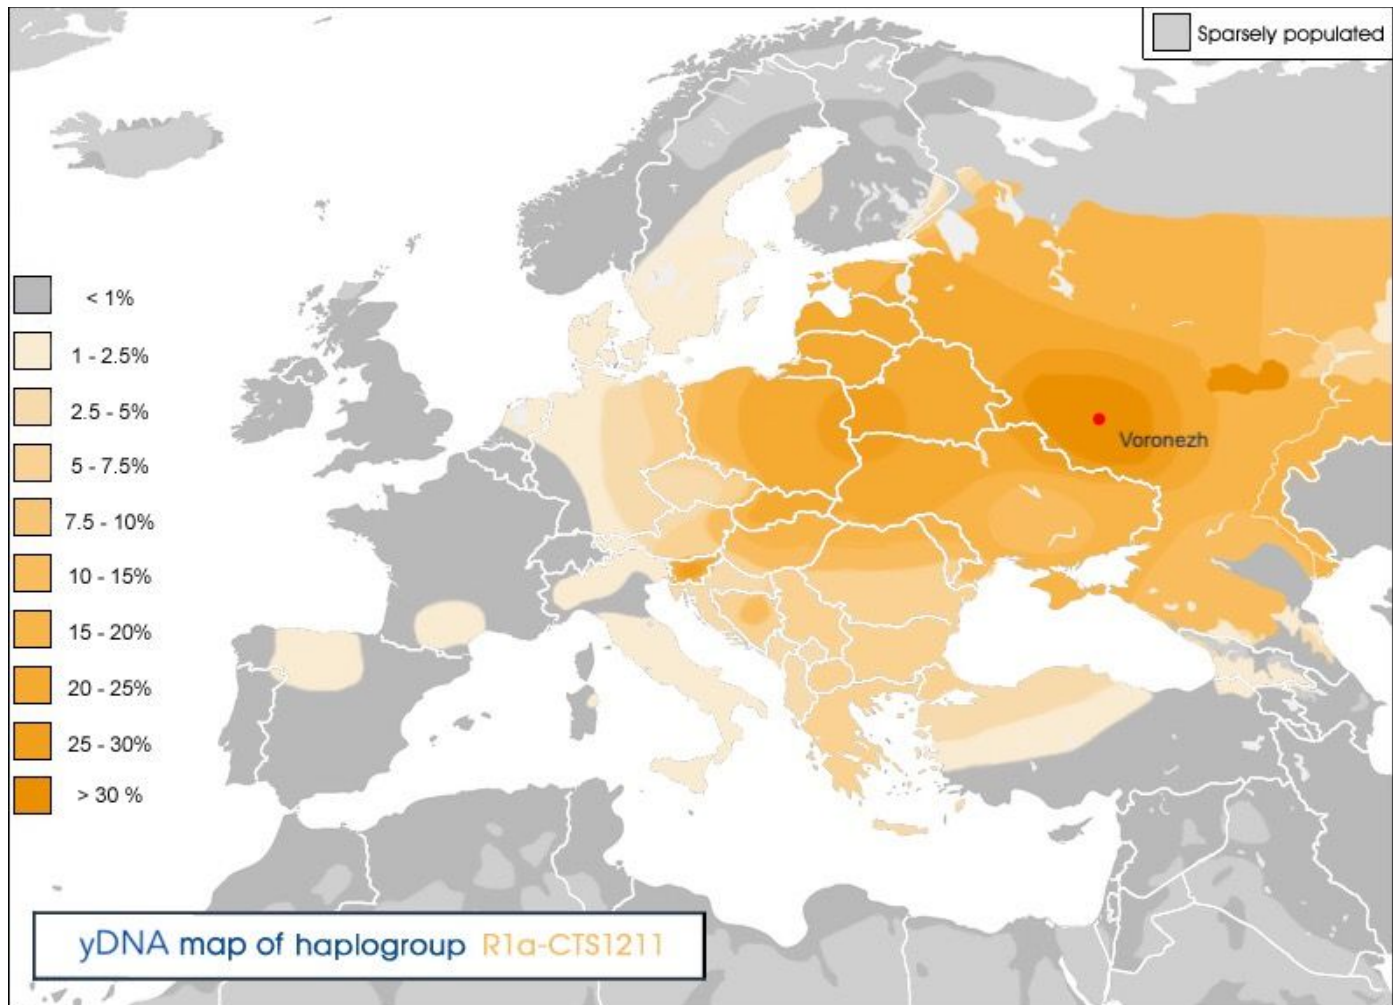 Sparsely populated
< 1%
1 - 2.5%
2.5 - 5%
5 - 7.5%
7.5 - 10%
10 - 15%
15 - 20%
20 - 25%
25 - 30%
> 30 %
Voronezh
yDNA map of haplogroup R1a-CTS1211